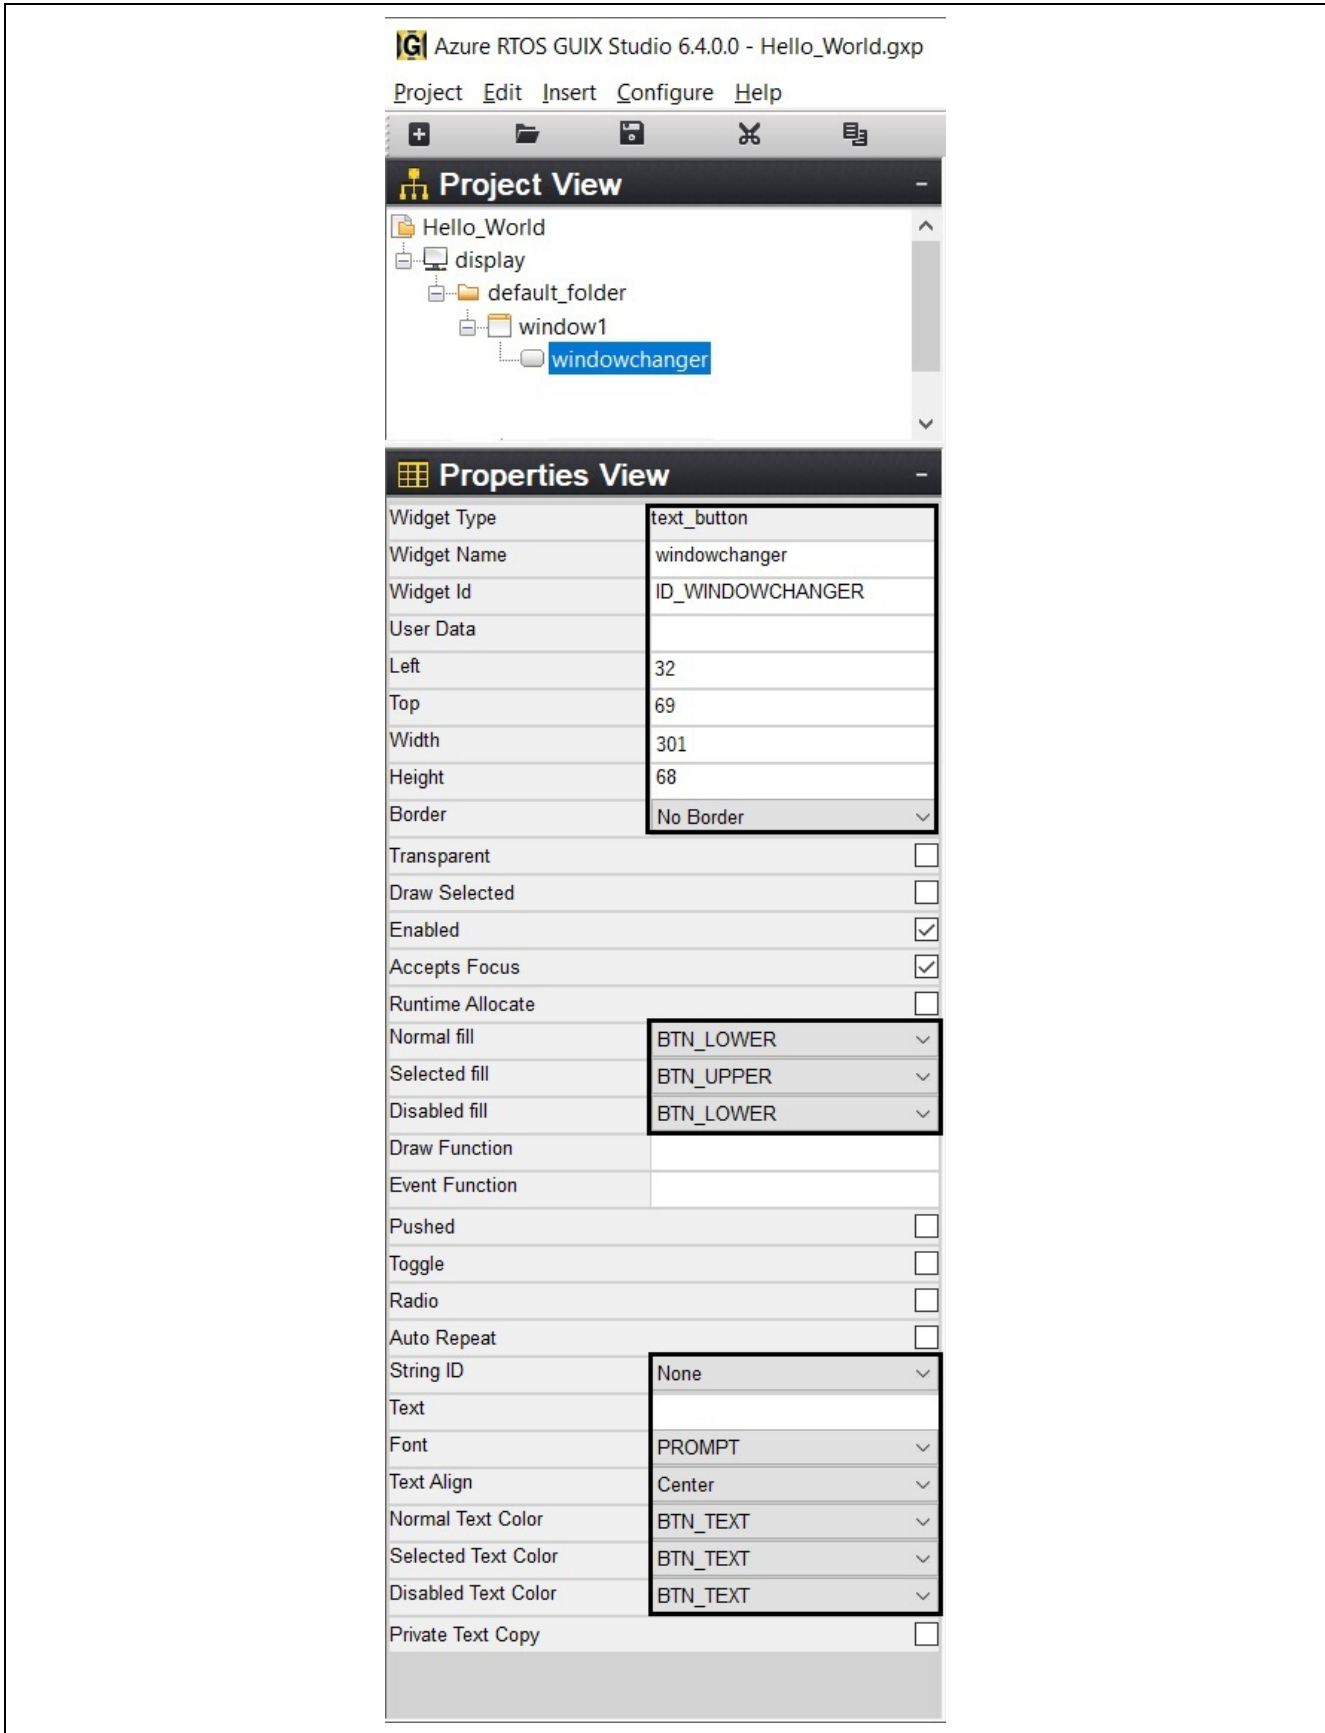 Azure RTOS GUIX Studio 6.4.0.0 - Hello_World.gxp
Project Edit Insert Configure Help
Project View
Hello_World
display
default_folder
window1
windowchanger
Properties View
Widget Type text_button
Widget Name windowchanger
Widget Id ID_WINDOWCHANGER
User Data
Left 32
Top 69
Width 301
Height 68
Border No Border
Transparent
Draw Selected
Enabled
Accepts Focus
Runtime Allocate
Normal fill BTN_LOWER
Selected fill BTN_UPPER
Disabled fill BTN_LOWER
Draw Function
Event Function
Pushed
Toggle
Radio
Auto Repeat
String ID None
Text
Font PROMPT
Text Align Center
Normal Text Color BTN_TEXT
Selected Text Color BTN_TEXT
Disabled Text Color BTN_TEXT
Private Text Copy